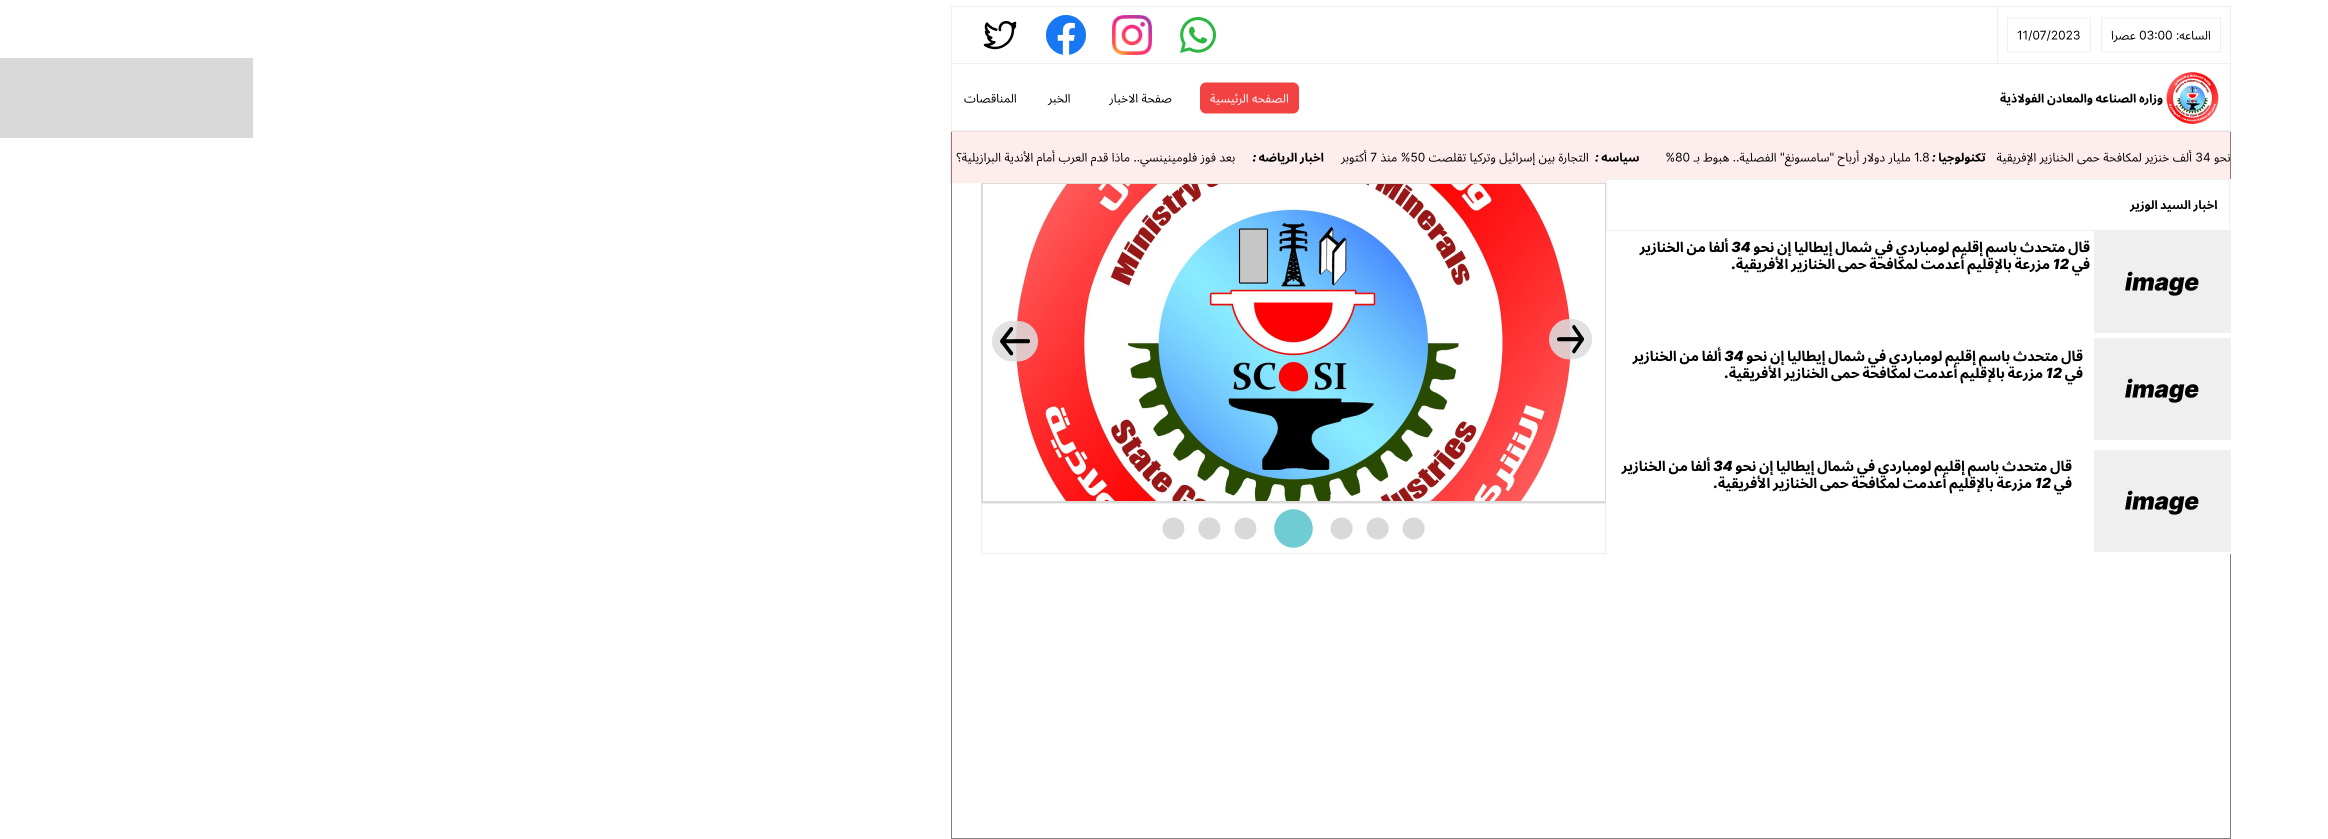 الساعه: 03:00 عصرا
11/07/2023
وزاره الصناعه والمعادن الفولاذية
الصفحه الرئيسية
صفحة الاخبار
الخبر
المناقصات
نحو 34 ألف خنزير لمكافحة حمى الخنازير الإفريقية تكنولوجيا : 1.8 مليار دولار أرباح "سامسونغ" الفصلية.. هبوط بـ 80% سياسه : التجارة بين إسرائيل وتركيا تقلصت 50% منذ 7 أكتوبر اخبار الرياضه : بعد فوز فلومينينسي.. ماذا قدم العرب أمام الأندية البرازيلية؟
اخبار السيد الوزير
قال متحدث باسم إقليم لومباردي في شمال إيطاليا إن نحو 34 ألفا من الخنازير
في 12 مزرعة بالإقليم أعدمت لمكافحة حمى الخنازير الأفريقية.
image
قال متحدث باسم إقليم لومباردي في شمال إيطاليا إن نحو 34 ألفا من الخنازير
في 12 مزرعة بالإقليم أعدمت لمكافحة حمى الخنازير الأفريقية.
image
قال متحدث باسم إقليم لومباردي في شمال إيطاليا إن نحو 34 ألفا من الخنازير
في 12 مزرعة بالإقليم أعدمت لمكافحة حمى الخنازير الأفريقية.
image
Ministry
Minerals
SCOSI
State